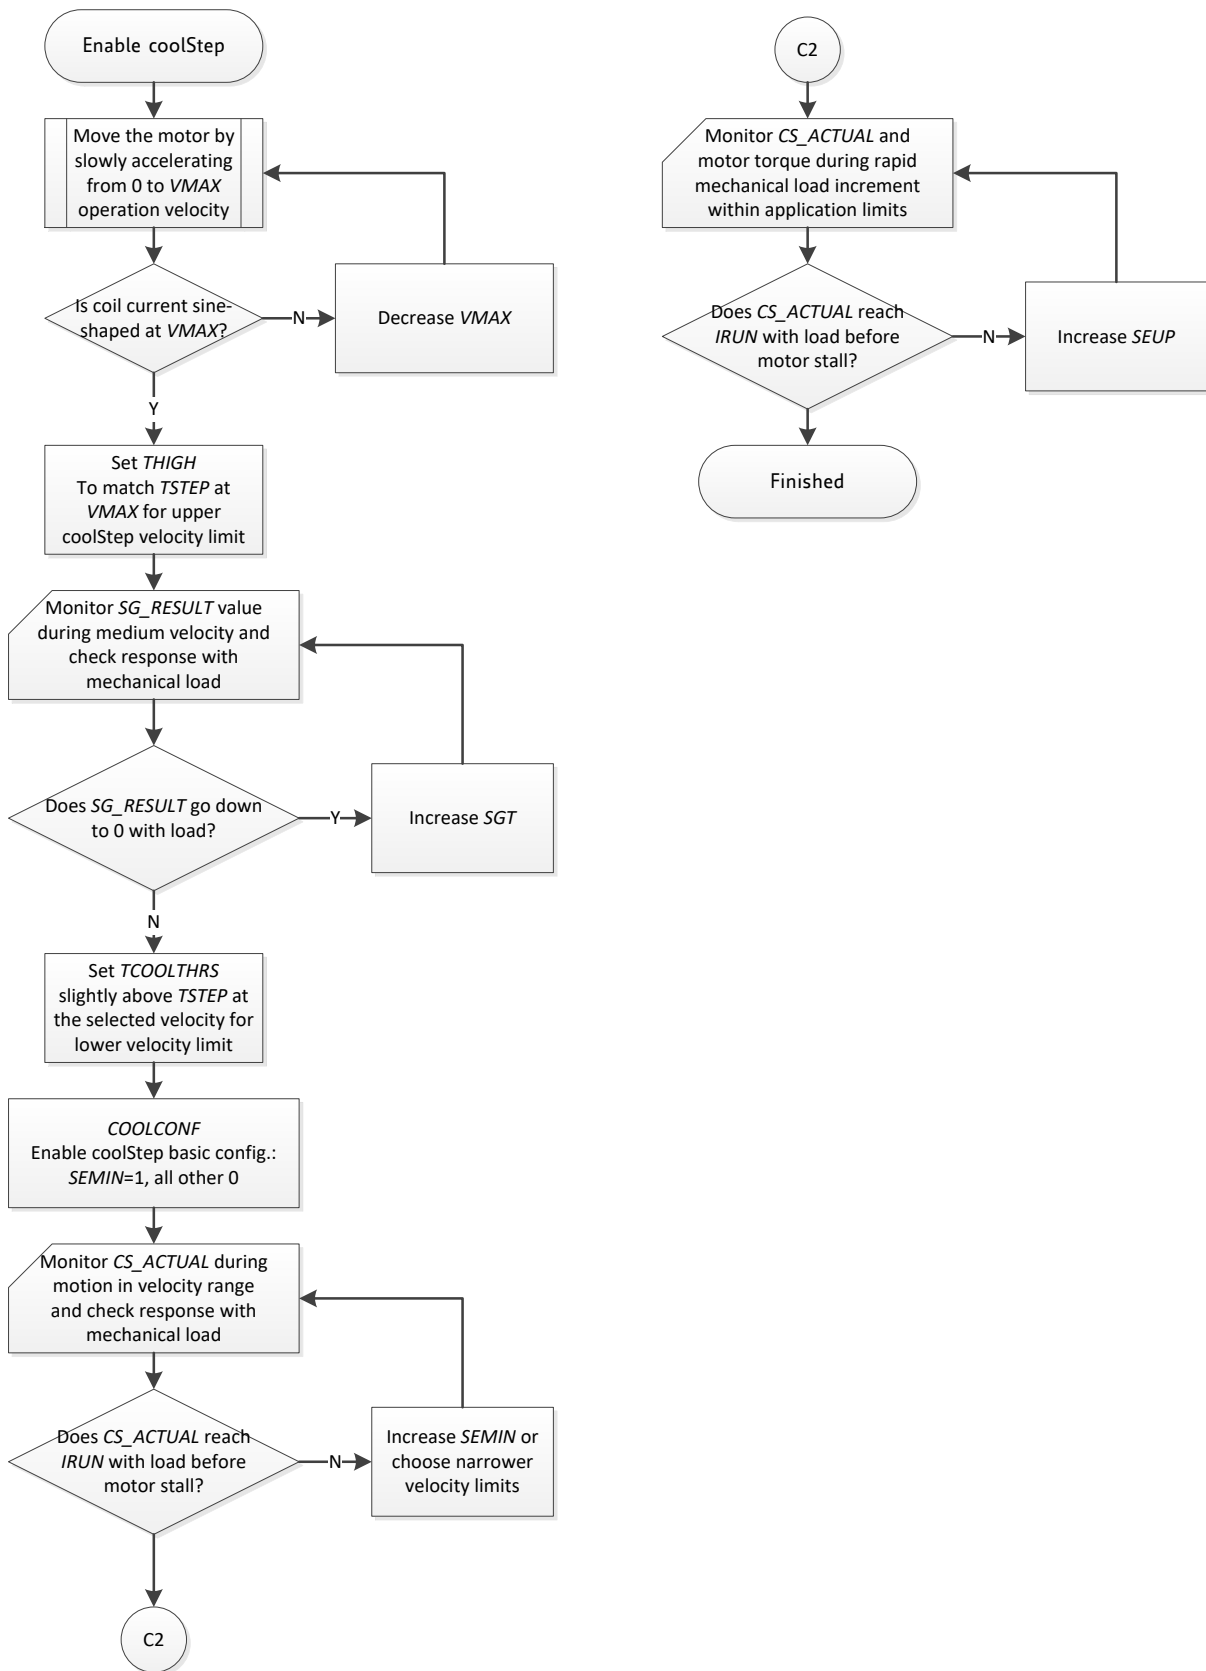 Enable coolStep
Move the motor by
slowly accelerating
from 0 to VMAX
operation velocity
Is coil current sine-
shaped at VMAX?
N
Decrease VMAX
Y
Set THIGH
To match TSTEP at
VMAX for upper
coolStep velocity limit
Monitor SG_RESULT value
during medium velocity and
check response with
mechanical load
Does SG_RESULT go down
to 0 with load?
Y
Increase SGT
N
Set TCOOLTHRS
slightly above TSTEP at
the selected velocity for
lower velocity limit
COOLCONF
Enable coolStep basic config.:
SEMIN=1, all other 0
Monitor CS_ACTUAL during
motion in velocity range
and check response with
mechanical load
Does CS_ACTUAL reach
IRUN with load before
motor stall?
N
Increase SEMIN or
choose narrower
velocity limits
C2
C2
Monitor CS_ACTUAL and
motor torque during rapid
mechanical load increment
within application limits
Does CS_ACTUAL reach
IRUN with load before
motor stall?
N
Increase SEUP
Finished